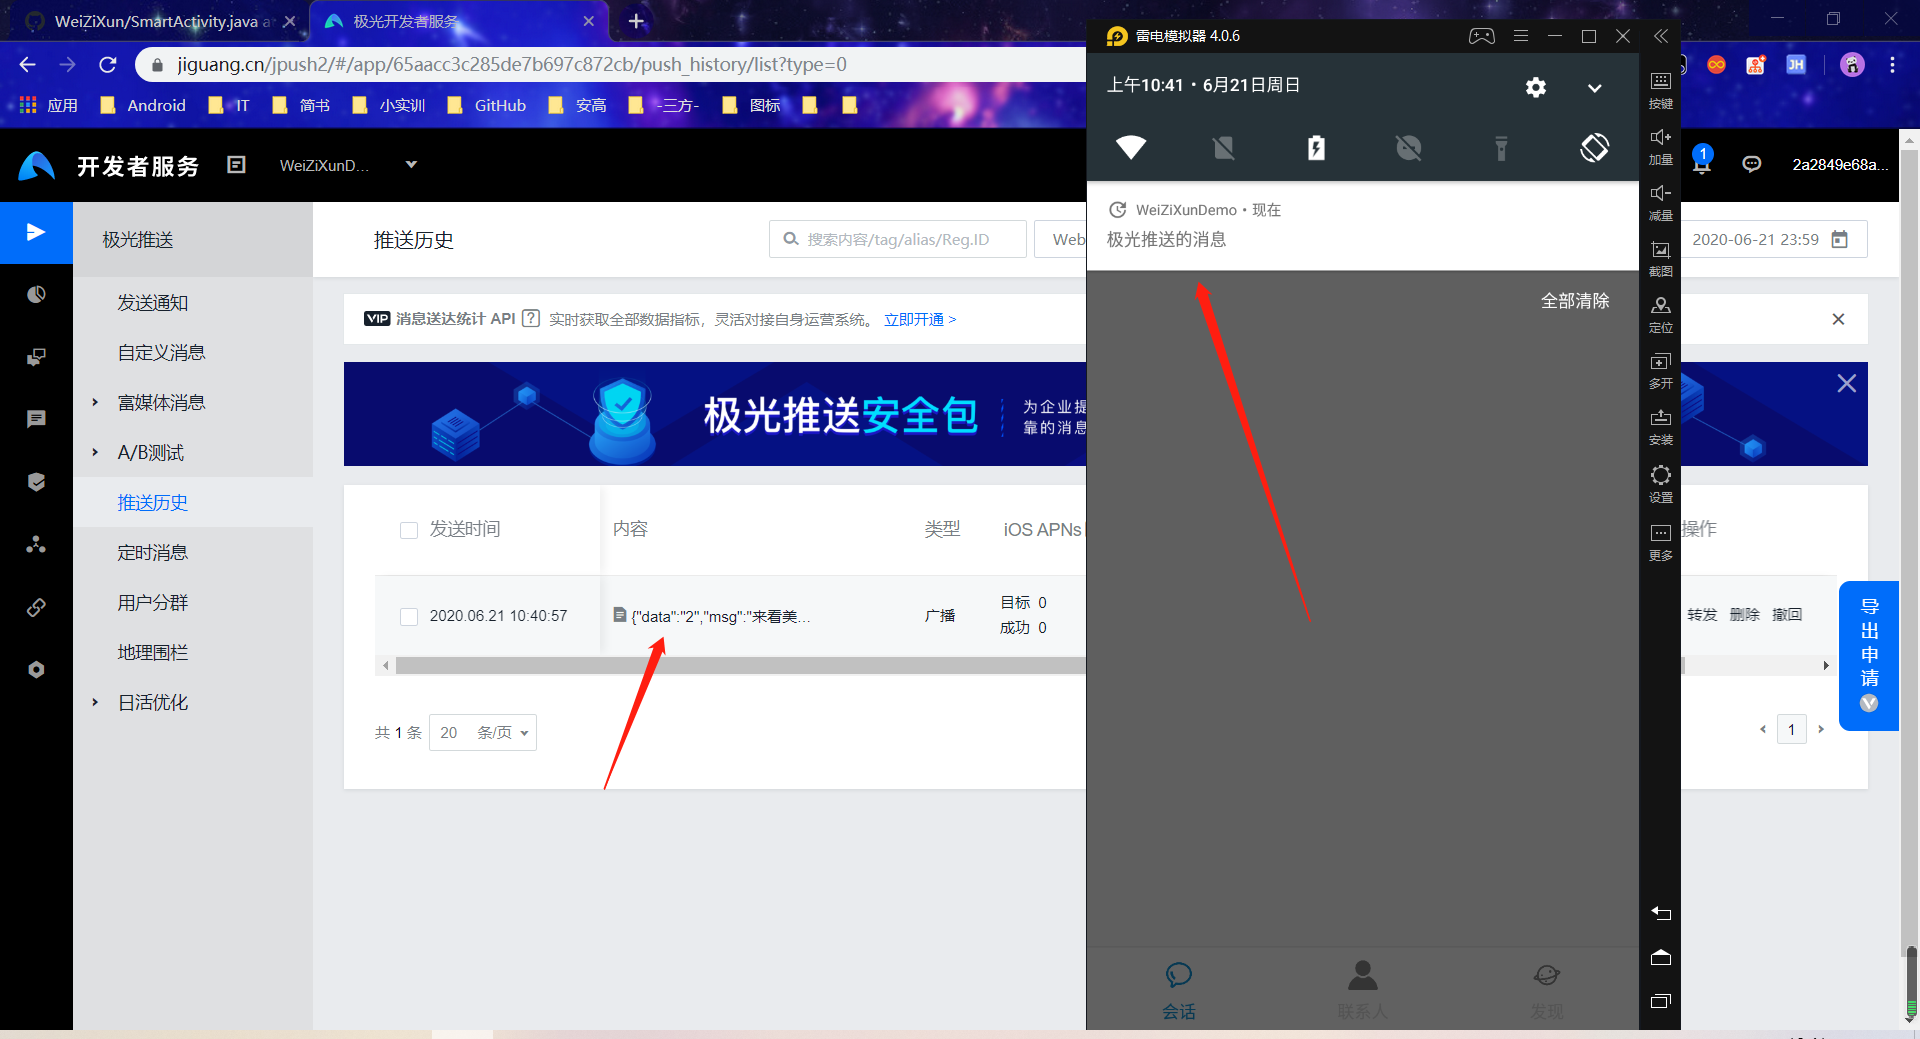 WeiZiXun/SmartActivity.java a
极光开发者服务
jiguang.cn/jpush2/#/app/65aacc3c285de7b697c872cb/push_history/list?type=0
应用
Android
IT
简书
小实训
GitHub
安高
-三方-
图标
JH
开发者服务
WeiZiXunD...
1
2a2849e68a...
极光推送
发送通知
自定义消息
富媒体消息
A/B测试
推送历史
定时消息
用户分群
地理围栏
日活优化
推送历史
搜索内容/tag/alias/Reg.ID
Web
2020-06-21 23:59
VIP 消息送达统计 API ? 实时获取全部数据指标，灵活对接自身运营系统。 立即开通 >
极光推送安全包
为企业提
靠的消息
发送时间
内容
类型
iOS APNs
操作
2020.06.21 10:40:57
{"data":"2","msg":"来看美...
广播
目标 0
成功 0
转发 删除 撤回
共 1 条
20 条/页
1
导出申请
雷电模拟器 4.0.6
上午10:41・6月21日周日
WeiZiXunDemo・现在
极光推送的消息
全部清除
会话
联系人
发现
按键
加量
减量
截图
定位
多开
安装
设置
更多